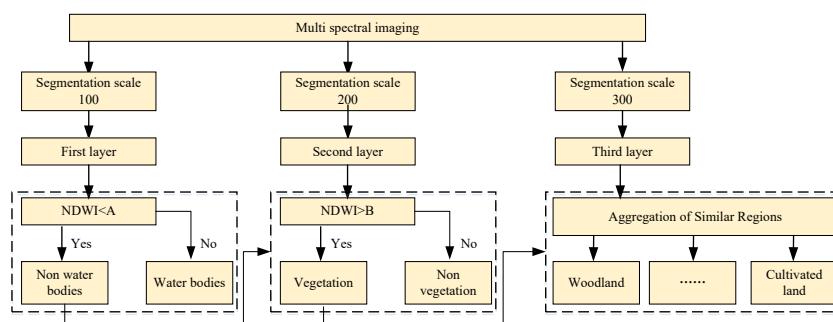 Multi spectral imaging
Segmentation scale
100
Segmentation scale
200
Segmentation scale
300
First layer
Second layer
Third layer
NDWI<A
NDWI>B
Aggregation of Similar Regions
Yes
No
Yes
No
Non water
bodies
Water bodies
Vegetation
Non
vegetation
Woodland
······
Cultivated
land